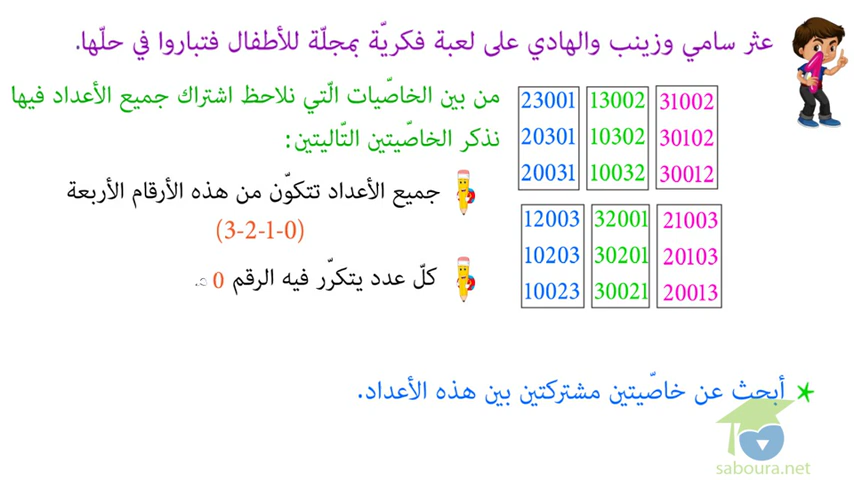 عثر سامي وزينب والهادي على لعبة فكريّة بمجلّة للأطفال فتباروا في حلّها.
31002 13002 23001
30102 10302 20301
30012 10032 20031
21003 32001 12003
20103 30201 10203
20013 30021 10023
من بين الخاصّيات الّتي نلاحظ اشتراك جميع الأعداد فيها
نذكر الخاصّيتين التّاليتين:
جميع الأعداد تتكوّن من هذه الأرقام الأربعة
(3-2-1-0)
كلّ عدد يتكرّر فيه الرقم 0
أبحث عن خاصّيتين مشتركتين بين هذه الأعداد.
saboura.net